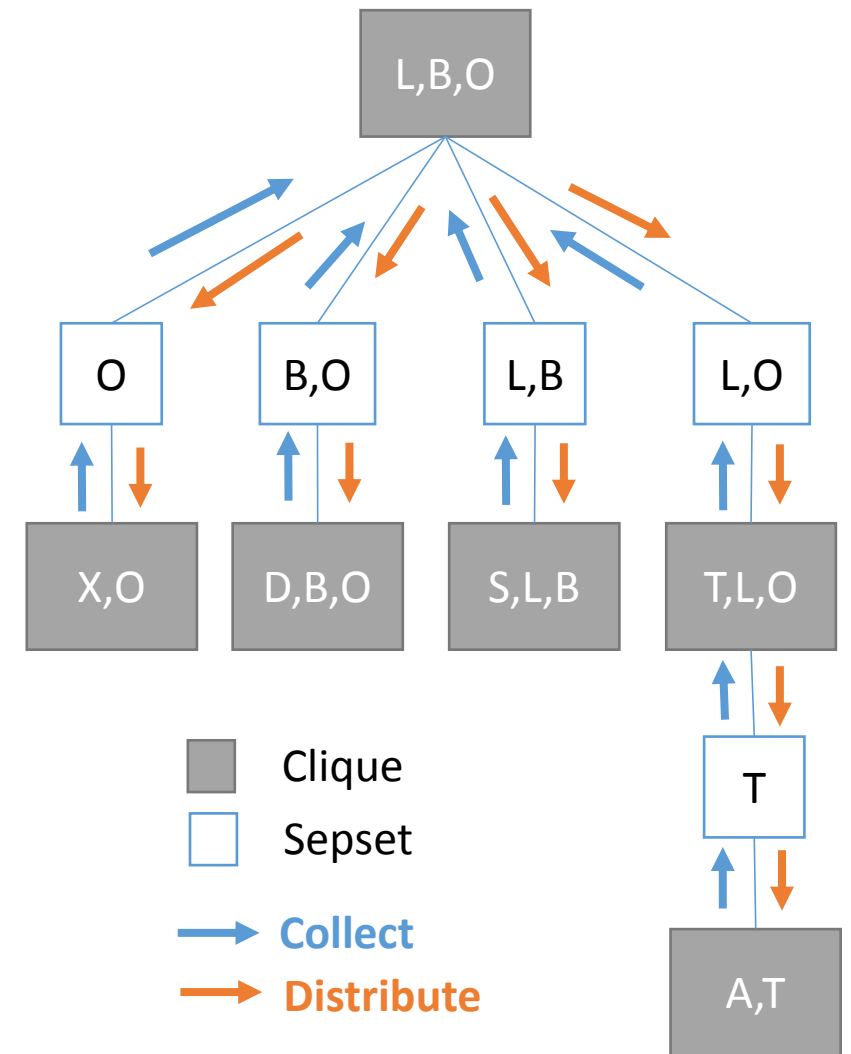 L,B,O
O
B,O
L,B
L,O
X,O
D,B,O
S,L,B
T,L,O
Clique
T
Sepset
Collect
Distribute
A,T